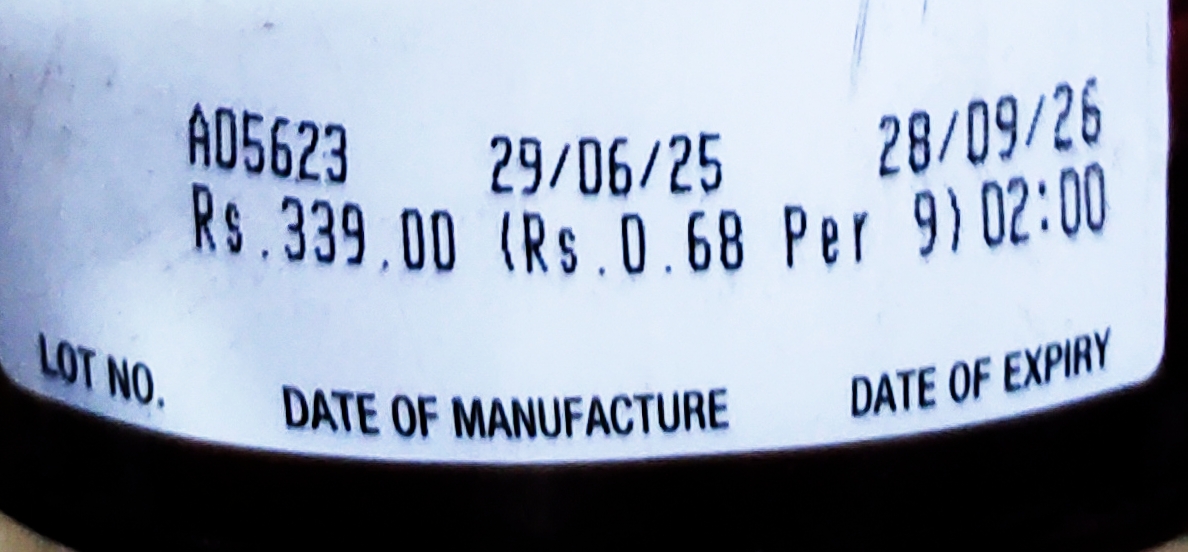 A05623 29/06/25 28/09/26
Rs.339.00 (Rs.0.68 Per g) 02:00
LOT NO. DATE OF MANUFACTURE DATE OF EXPIRY